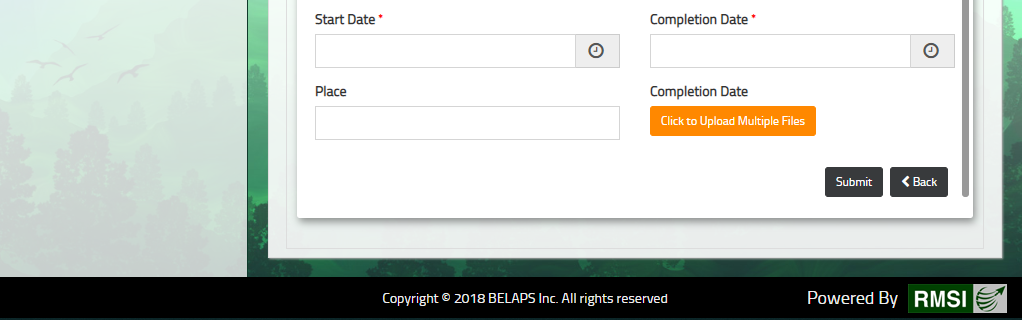 Start Date * Completion Date *
Place Completion Date
Click to Upload Multiple Files
Submit Back
Copyright © 2018 BELAPS Inc. All rights reserved Powered By RMSI